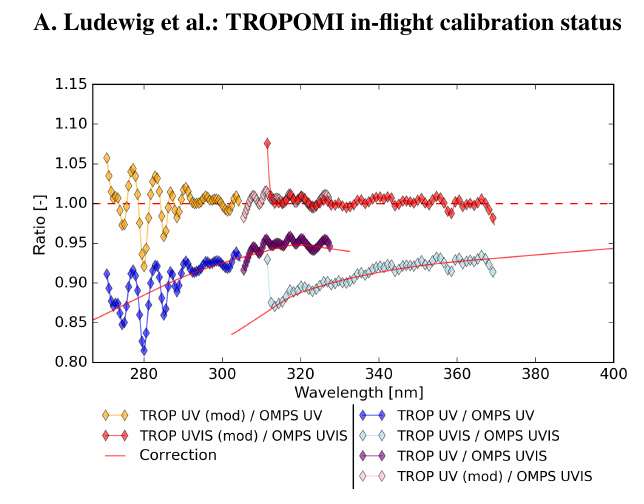 A. Ludewig et al.: TROPOMI in-flight calibration status
1.15
1.10
1.05
1.00
0.95
0.90
0.85
0.80
Ratio [-]
280 300 320 340 360 380 400
Wavelength [nm]
TROP UV (mod) / OMPS UV
TROP UVIS (mod) / OMPS UVIS
Correction
TROP UV / OMPS UV
TROP UVIS / OMPS UVIS
TROP UV / OMPS UVIS
TROP UV (mod) / OMPS UVIS